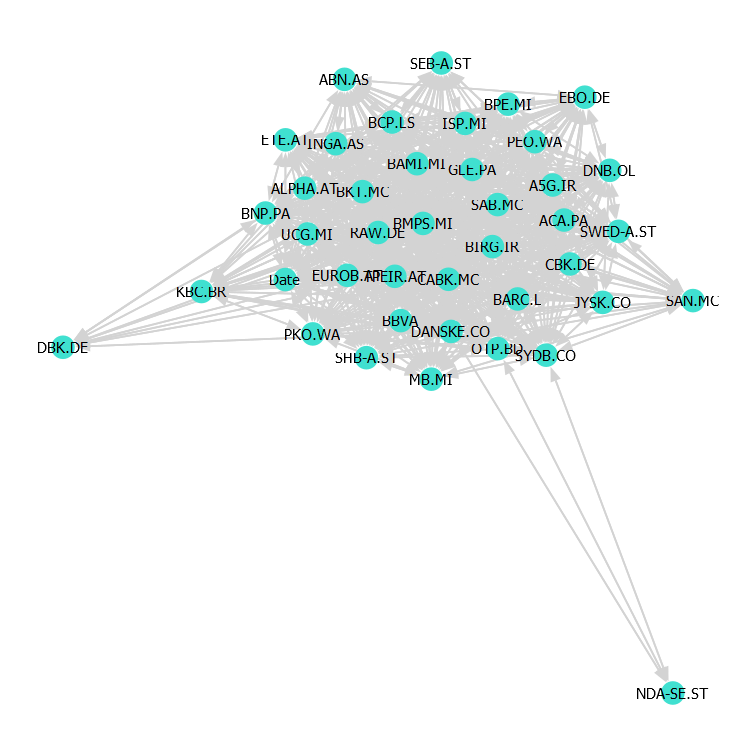 SEB-A.ST
ABN.AS
EBO.DE
BPE.MI
BCP.LS
ISP.MI
ETE.AT
INGA.AS
PEO.WA
BAMI.MI
GLE.PA
DNB.OL
ALPHA.AT
BKT.MC
A5G.IR
SAB.MC
BNP.PA
BMPS.MI
ACA.PA
UCG.MI
RAW.DE
SWED-A.ST
BIRG.IR
CBK.DE
Date
EUROB.AT
TPEIR.AT
CABK.MC
KBC.BR
BARC.L
JYSK.CO
SAN.MC
BBVA
DANSKE.CO
PKO.WA
DBK.DE
OTP.BD
SHB-A.ST
SYDB.CO
MB.MI
NDA-SE.ST